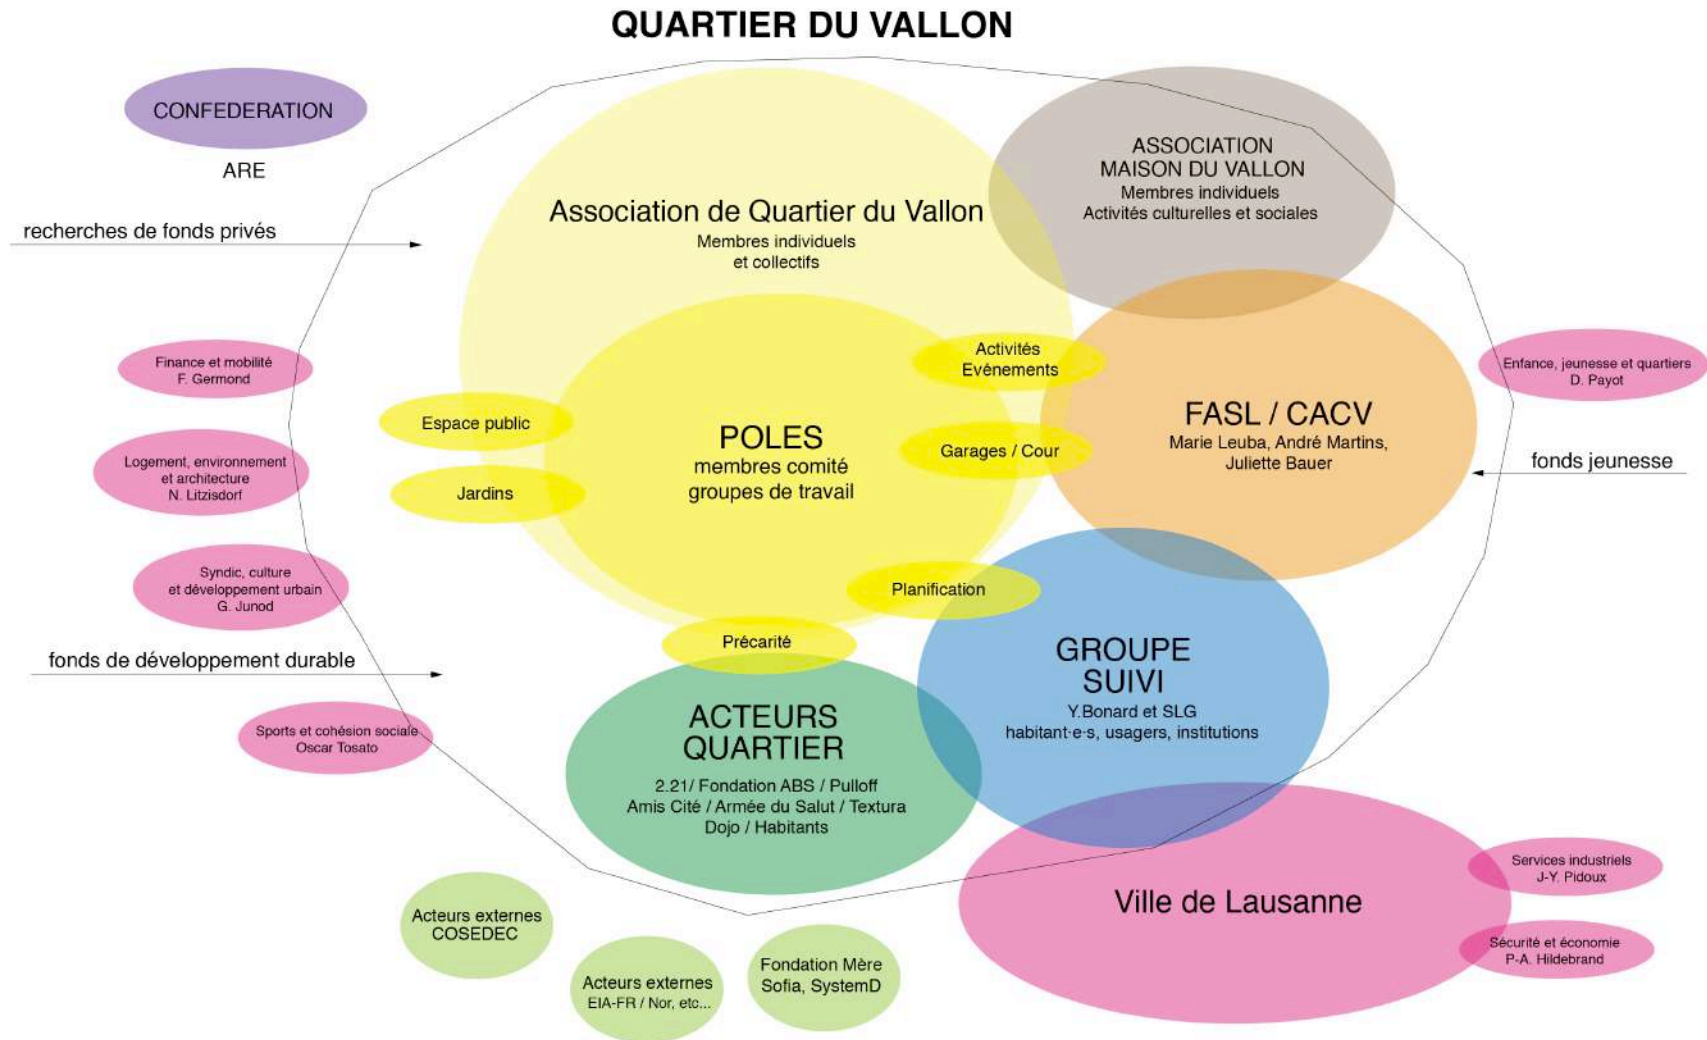 QUARTIER DU VALLON
CONFEDERATION
ARE
recherches de fonds privés
Association de Quartier du Vallon
Membres individuels
et collectifs
ASSOCIATION
MAISON DU VALLON
Membres individuels
Activités culturelles et sociales
Finance et mobilité
F. Germond
Activités
Evénements
Enfance, jeunesse et quartiers
D. Payot
Espace public
POLES
membres comité
groupes de travail
Garages / Cour
FASL / CACV
Marie Leuba, André Martins,
Juliette Bauer
fonds jeunesse
Logement, environnement
et architecture
N. Litzisdorf
Jardins
Syndic, culture
et développement urbain
G. Junod
Planification
Précarité
fonds de développement durable
GROUPE
SUIVI
Y.Bonard et SLG
habitant·e·s, usagers, institutions
Sports et cohésion sociale
Oscar Tosato
ACTEURS
QUARTIER
2.21/ Fondation ABS / Pulloff
Amis Cité / Armée du Salut / Textura
Dojo / Habitants
Services industriels
J-Y. Pidoux
Ville de Lausanne
Sécurité et économie
P-A. Hildebrand
Acteurs externes
COSEDEC
Acteurs externes
EIA-FR / Nor, etc...
Fondation Mère
Sofia, SystemD